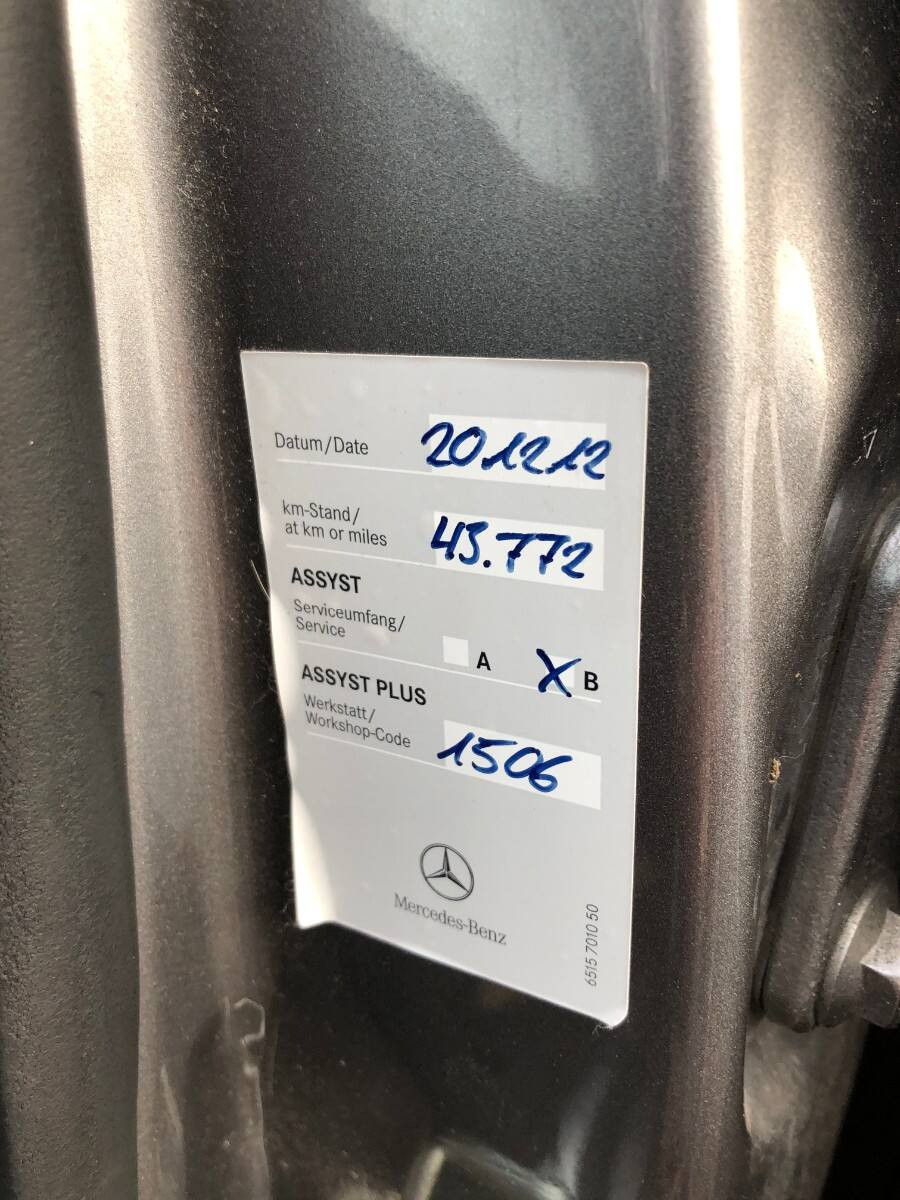 Datum/Date 20 12 12
km-Stand/
at km or miles 43.772
ASSYST
Serviceumfang/
Service
A X B
ASSYST PLUS
Werkstatt/
Workshop-Code 1506
Mercedes-Benz
6515 7010 50